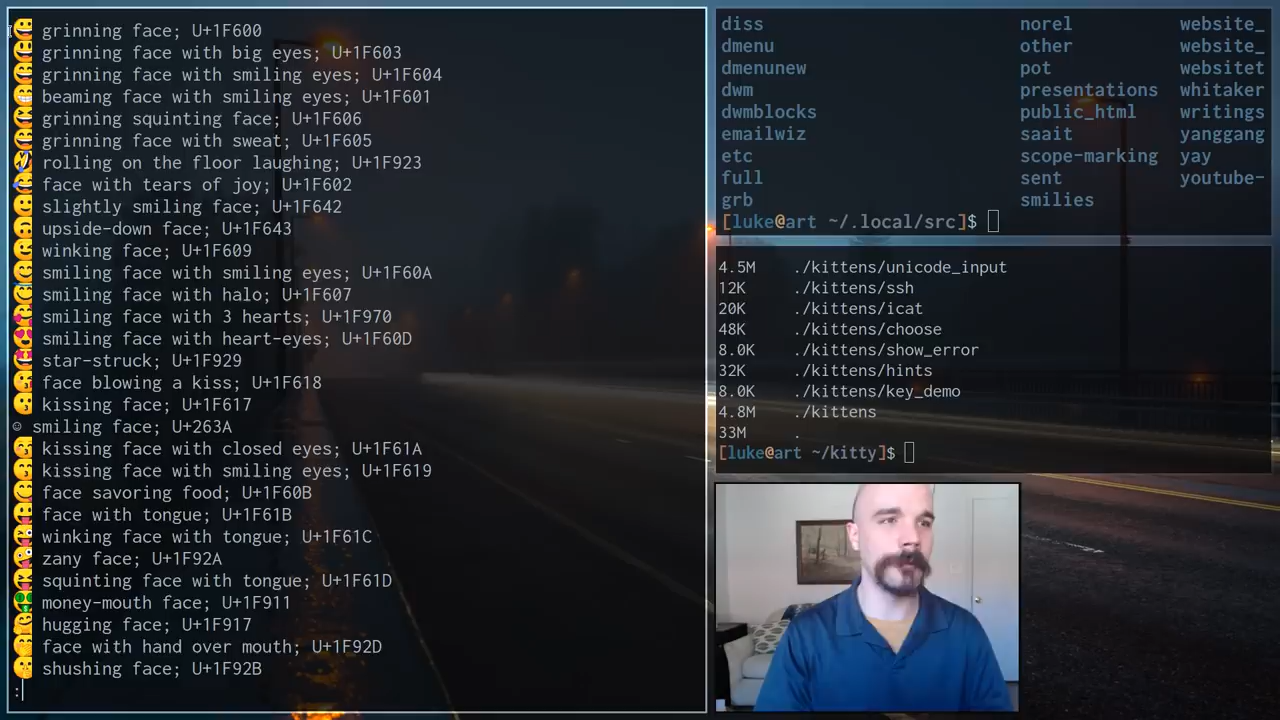 grinning face; U+1F600
grinning face with big eyes; U+1F603
grinning face with smiling eyes; U+1F604
beaming face with smiling eyes; U+1F601
grinning squinting face; U+1F606
grinning face with sweat; U+1F605
rolling on the floor laughing; U+1F923
face with tears of joy; U+1F602
slightly smiling face; U+1F642
upside-down face; U+1F643
winking face; U+1F609
smiling face with smiling eyes; U+1F60A
smiling face with halo; U+1F607
smiling face with 3 hearts; U+1F970
smiling face with heart-eyes; U+1F60D
star-struck; U+1F929
face blowing a kiss; U+1F618
kissing face; U+1F617
☺ smiling face; U+263A
kissing face with closed eyes; U+1F61A
kissing face with smiling eyes; U+1F619
face savoring food; U+1F60B
face with tongue; U+1F61B
winking face with tongue; U+1F61C
zany face; U+1F92A
squinting face with tongue; U+1F61D
money-mouth face; U+1F911
hugging face; U+1F917
face with hand over mouth; U+1F92D
shushing face; U+1F92B
:
diss norel website_
dmenu other website_
dmenunew pot websitet
dwm presentations whitaker
dwmblocks public_html writings
emailwiz saait yanggang
etc scope-marking yay
full sent youtube-
grb smilies
[luke@art ~/.local/src]$
4.5M ./kittens/unicode_input
12K ./kittens/ssh
20K ./kittens/icat
48K ./kittens/choose
8.0K ./kittens/show_error
32K ./kittens/hints
8.0K ./kittens/key_demo
4.8M ./kittens
33M .
[luke@art ~/kitty]$